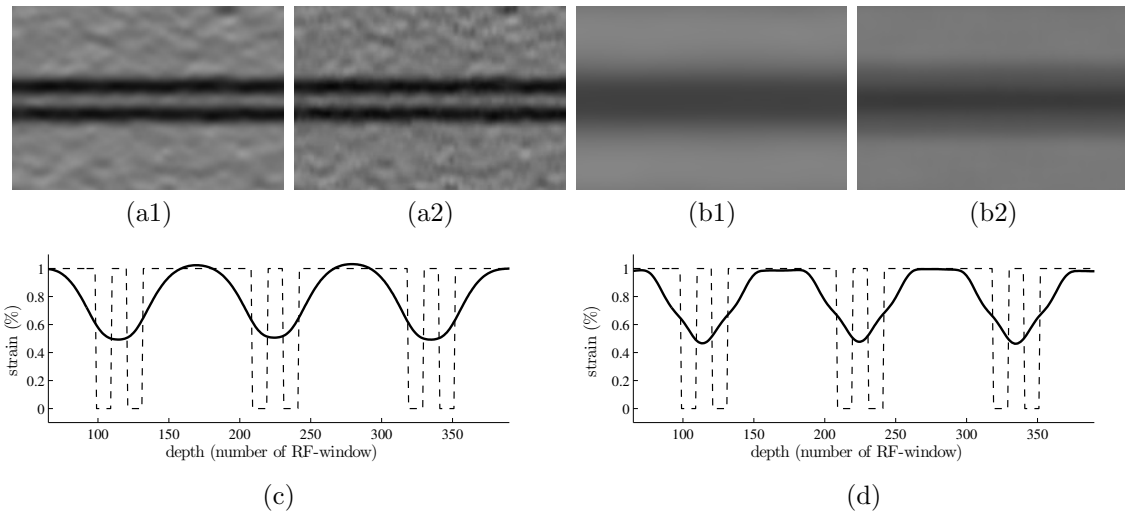 (a1) (a2) (b1) (b2)
1
0.8
0.6
0.4
0.2
0
strain (%)
100 150 200 250 300 350
depth (number of RF-window)
(c)
1
0.8
0.6
0.4
0.2
0
strain (%)
100 150 200 250 300 350
depth (number of RF-window)
(d)